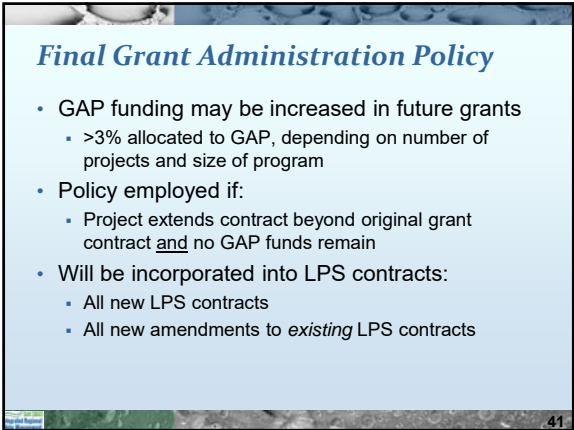 Final Grant Administration Policy
• GAP funding may be increased in future grants
▪ >3% allocated to GAP, depending on number of
projects and size of program
• Policy employed if:
▪ Project extends contract beyond original grant
contract and no GAP funds remain
• Will be incorporated into LPS contracts:
▪ All new LPS contracts
▪ All new amendments to existing LPS contracts
Integrated Regional
41